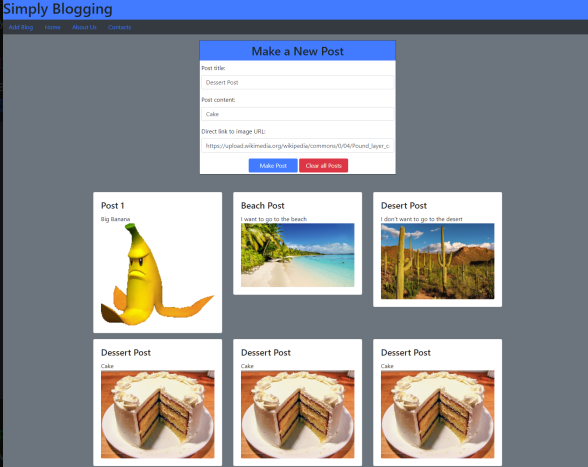 Simply Blogging
Add Blog Home About Us Contacts
Make a New Post
Post title:
Dessert Post
Post content:
Cake
Direct link to image URL:
https://upload.wikimedia.org/wikipedia/commons/0/04/Pound_layer_c
Make Post Clear all Posts
Post 1
Big Banana
Beach Post
I want to go to the beach
Desert Post
I don't want to go to the desert
Dessert Post
Cake
Dessert Post
Cake
Dessert Post
Cake